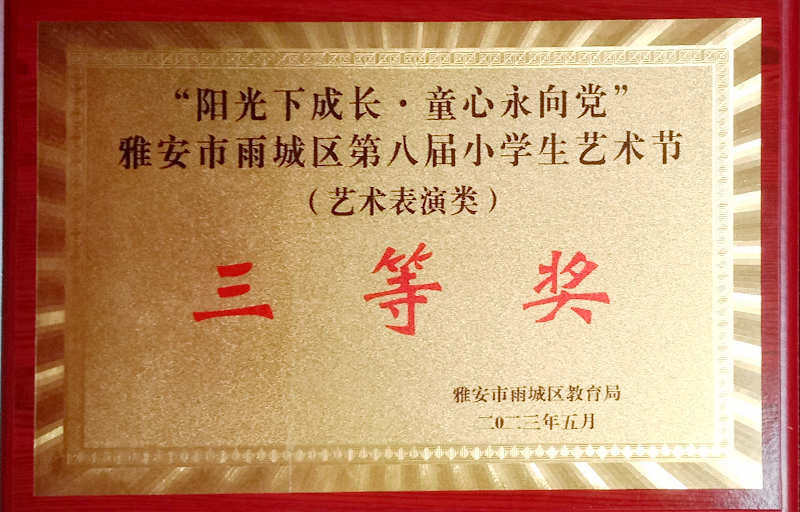 “阳光下成长·童心永向党”
雅安市雨城区第八届小学生艺术节
（艺术表演类）
三等奖
雅安市雨城区教育局
二0二三年五月